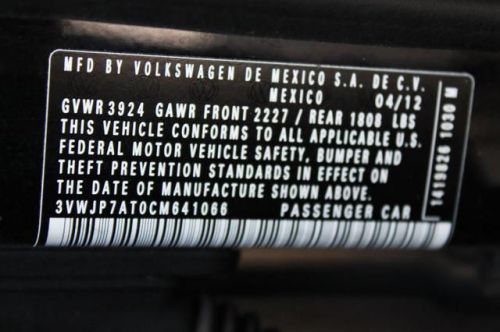 MFD BY VOLKSWAGEN DE MEXICO S.A. DE C.V.
MEXICO 04/12
GVWR 3924 GAWR FRONT 2227 / REAR 1808 LBS
THIS VEHICLE CONFORMS TO ALL APPLICABLE U.S.
FEDERAL MOTOR VEHICLE SAFETY, BUMPER AND
THEFT PREVENTION STANDARDS IN EFFECT ON
THE DATE OF MANUFACTURE SHOWN ABOVE.
3VWJP7AT0CM641066 PASSENGER CAR
1413026 1030 M